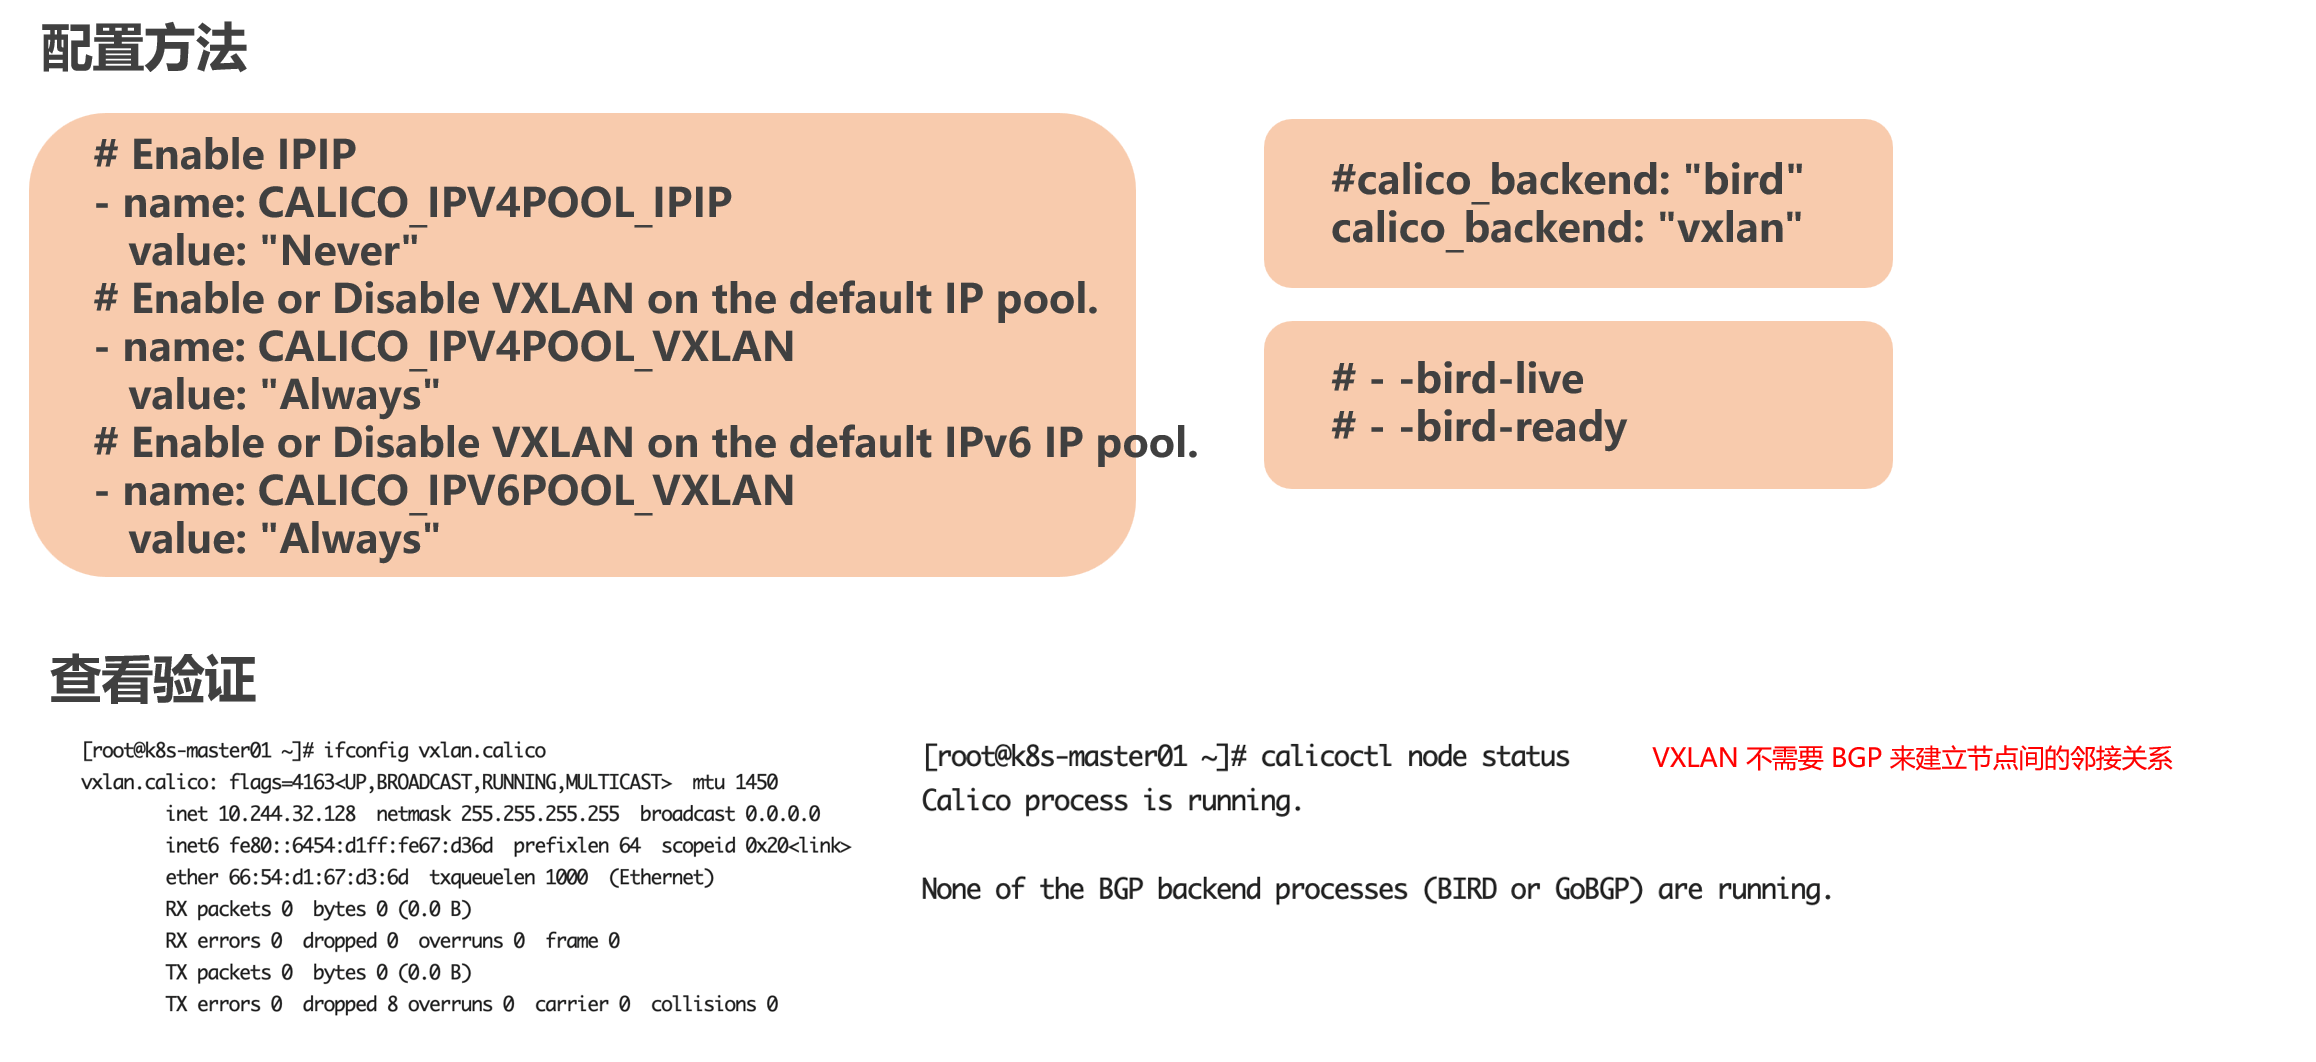 配置方法
# Enable IPIP
- name: CALICO_IPV4POOL_IPIP
value: "Never"
# Enable or Disable VXLAN on the default IP pool.
- name: CALICO_IPV4POOL_VXLAN
value: "Always"
# Enable or Disable VXLAN on the default IPv6 IP pool.
- name: CALICO_IPV6POOL_VXLAN
value: "Always"
#calico_backend: "bird"
calico_backend: "vxlan"
# - -bird-live
# - -bird-ready
查看验证
[root@k8s-master01 ~]# ifconfig vxlan.calico
vxlan.calico: flags=4163<UP,BROADCAST,RUNNING,MULTICAST>  mtu 1450
inet 10.244.32.128  netmask 255.255.255.255  broadcast 0.0.0.0
inet6 fe80::6454:d1ff:fe67:d36d  prefixlen 64  scopeid 0x20<link>
ether 66:54:d1:67:d3:6d  txqueuelen 1000  (Ethernet)
RX packets 0  bytes 0 (0.0 B)
RX errors 0  dropped 0  overruns 0  frame 0
TX packets 0  bytes 0 (0.0 B)
TX errors 0  dropped 8 overruns 0  carrier 0  collisions 0
[root@k8s-master01 ~]# calicoctl node status
Calico process is running.
None of the BGP backend processes (BIRD or GoBGP) are running.
VXLAN 不需要 BGP 来建立节点间的邻接关系